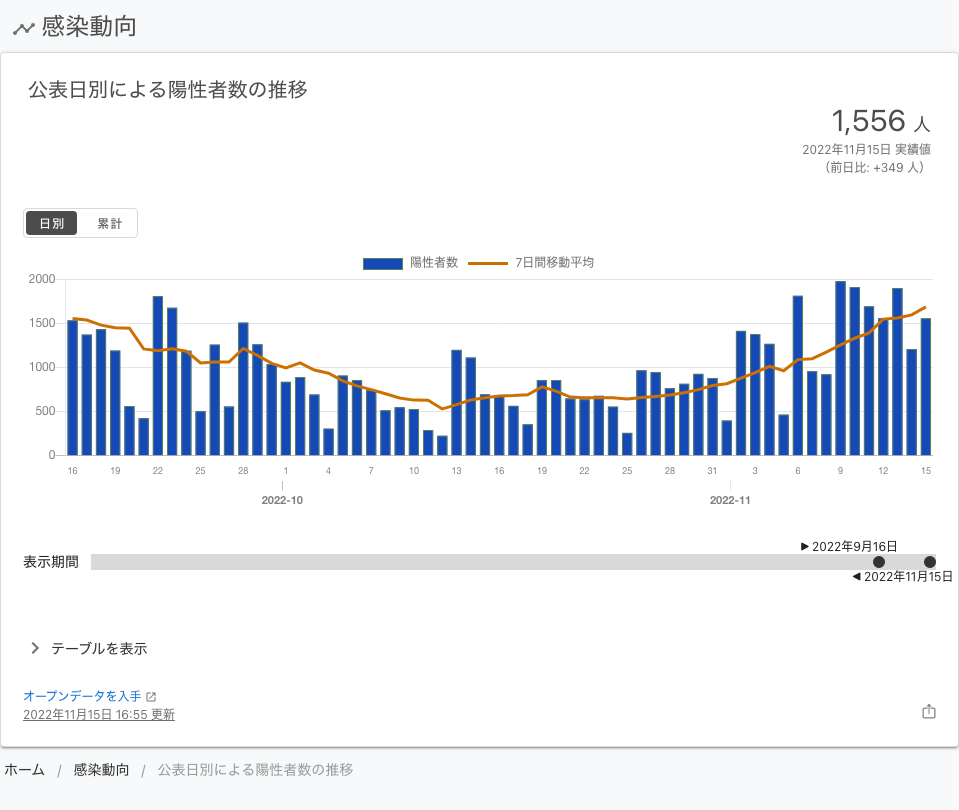 感染動向
公表日別による陽性者数の推移
1,556 人
2022年11月15日 実績値
（前日比: +349 人）
日別 累計
陽性者数 7日間移動平均
2000
1500
1000
500
0
16 19 22 25 28 1 4 7 10 13 16 19 22 25 28 31 3 6 9 12 15
2022-10 2022-11
▶ 2022年9月16日
表示期間
◀ 2022年11月15日
テーブルを表示
オープンデータを入手
2022年11月15日 16:55 更新
ホーム / 感染動向 / 公表日別による陽性者数の推移